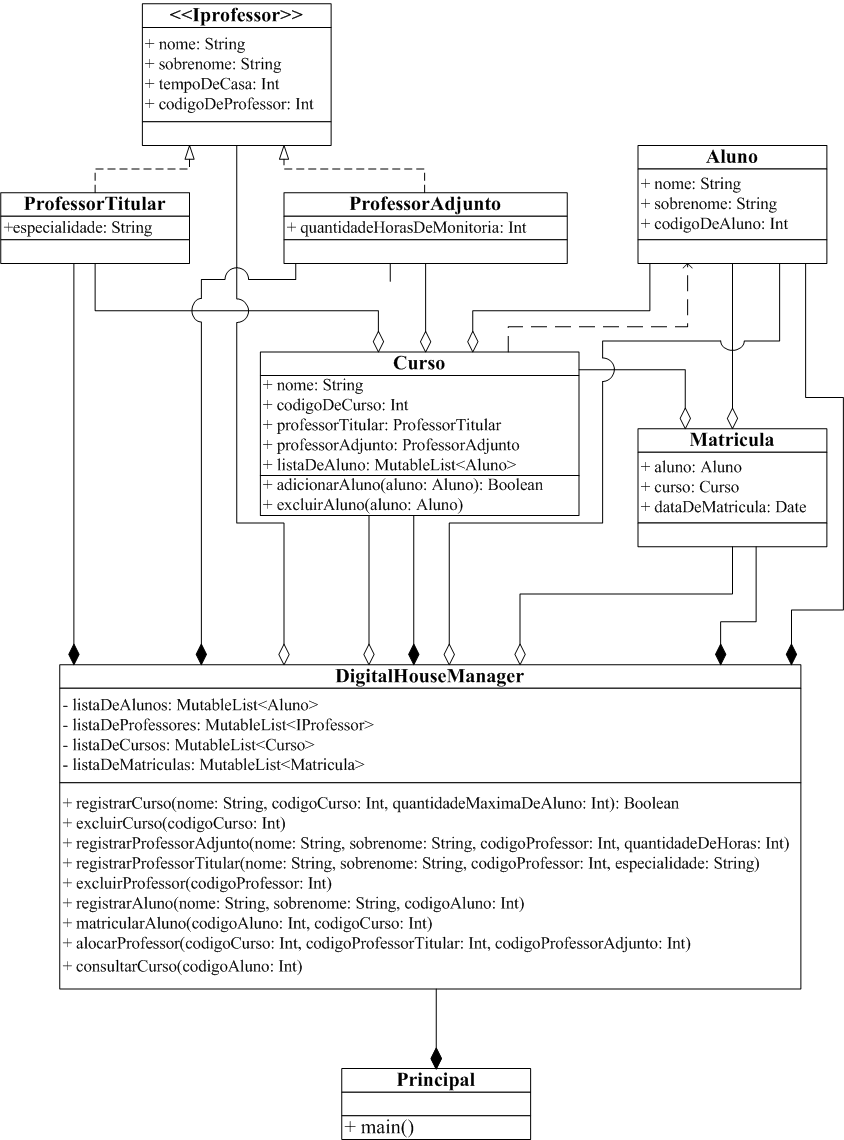 <<Iprofessor>>
+ nome: String
+ sobrenome: String
+ tempoDeCasa: Int
+ codigoDeProfessor: Int
Aluno
+ nome: String
+ sobrenome: String
+ codigoDeAluno: Int
ProfessorTitular
+especialidade: String
ProfessorAdjunto
+ quantidadeHorasDeMonitoria: Int
Curso
+ nome: String
+ codigoDeCurso: Int
+ professorTitular: ProfessorTitular
+ professorAdjunto: ProfessorAdjunto
+ listaDeAluno: MutableList<Aluno>
+ adicionarAluno(aluno: Aluno): Boolean
+ excluirAluno(aluno: Aluno)
Matricula
+ aluno: Aluno
+ curso: Curso
+ dataDeMatricula: Date
DigitalHouseManager
- listaDeAlunos: MutableList<Aluno>
- listaDeProfessores: MutableList<IProfessor>
- listaDeCursos: MutableList<Curso>
- listaDeMatriculas: MutableList<Matricula>
+ registrarCurso(nome: String, codigoCurso: Int, quantidadeMaximaDeAluno: Int): Boolean
+ excluirCurso(codigoCurso: Int)
+ registrarProfessorAdjunto(nome: String, sobrenome: String, codigoProfessor: Int, quantidadeDeHoras: Int)
+ registrarProfessorTitular(nome: String, sobrenome: String, codigoProfessor: Int, especialidade: String)
+ excluirProfessor(codigoProfessor: Int)
+ registrarAluno(nome: String, sobrenome: String, codigoAluno: Int)
+ matricularAluno(codigoAluno: Int, codigoCurso: Int)
+ alocarProfessor(codigoCurso: Int, codigoProfessorTitular: Int, codigoProfessorAdjunto: Int)
+ consultarCurso(codigoAluno: Int)
Principal
+ main()